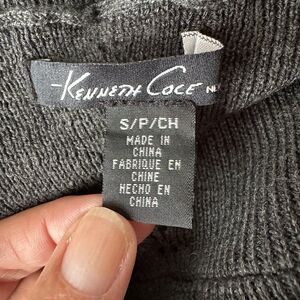 KENNETH COLE
S/P/CH
MADE IN
CHINA
FABRIQUE EN
CHINE
HECHO EN
CHINA